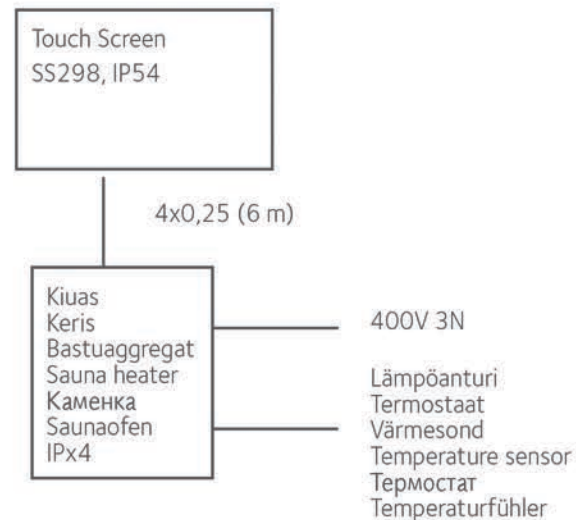 Touch Screen
SS298, IP54
4x0,25 (6 m)
Kiuas
Keris
Bastuaggregat
Sauna heater
Каменка
Saunaofen
IPx4
400V 3N
Lämpöanturi
Termostaat
Värmesond
Temperature sensor
Термостат
Temperaturfühler